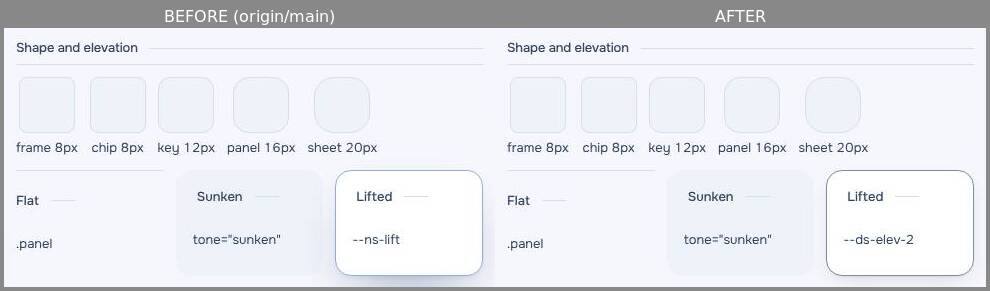 BEFORE (origin/main)
AFTER
Shape and elevation
frame 8px chip 8px key 12px panel 16px sheet 20px
Flat
Sunken
Lifted
.panel
tone="sunken"
--ns-lift
Shape and elevation
frame 8px chip 8px key 12px panel 16px sheet 20px
Flat
Sunken
Lifted
.panel
tone="sunken"
--ds-elev-2